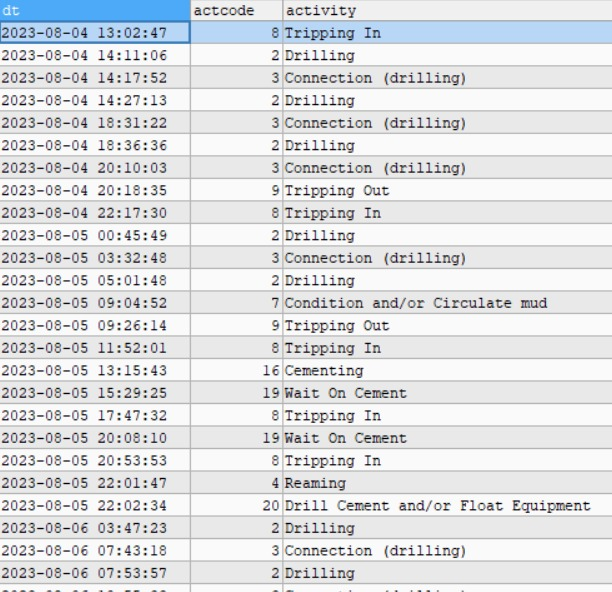 dt actcode activity
2023-08-04 13:02:47 8 Tripping In
2023-08-04 14:11:06 2 Drilling
2023-08-04 14:17:52 3 Connection (drilling)
2023-08-04 14:27:13 2 Drilling
2023-08-04 18:31:22 3 Connection (drilling)
2023-08-04 18:36:36 2 Drilling
2023-08-04 20:10:03 3 Connection (drilling)
2023-08-04 20:18:35 9 Tripping Out
2023-08-04 22:17:30 8 Tripping In
2023-08-05 00:45:49 2 Drilling
2023-08-05 03:32:48 3 Connection (drilling)
2023-08-05 05:01:48 2 Drilling
2023-08-05 09:04:52 7 Condition and/or Circulate mud
2023-08-05 09:26:14 9 Tripping Out
2023-08-05 11:52:01 8 Tripping In
2023-08-05 13:15:43 16 Cementing
2023-08-05 15:29:25 19 Wait On Cement
2023-08-05 17:47:32 8 Tripping In
2023-08-05 20:08:10 19 Wait On Cement
2023-08-05 20:53:53 8 Tripping In
2023-08-05 22:01:47 4 Reaming
2023-08-05 22:02:34 20 Drill Cement and/or Float Equipment
2023-08-06 03:47:23 2 Drilling
2023-08-06 07:43:18 3 Connection (drilling)
2023-08-06 07:53:57 2 Drilling